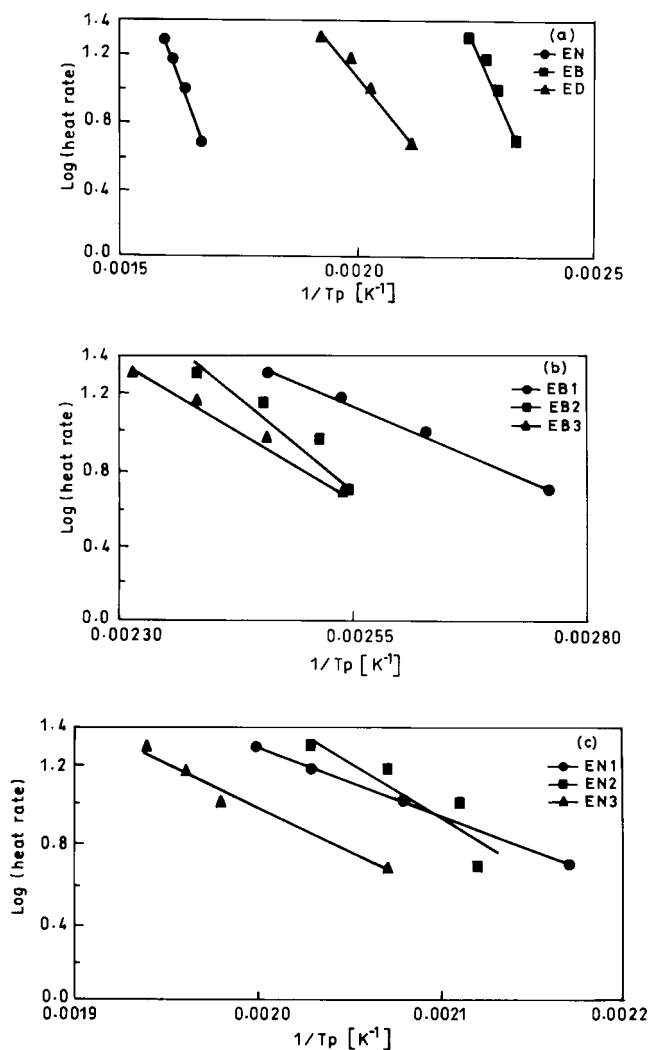 (a)
EN
EB
ED
Log (heat rate)
1.4
1.2
0.8
0.4
0.0
0.0015
0.0020
0.0025
1/Tp [K⁻¹]
(b)
EB1
EB2
EB3
Log (heat rate)
1.4
1.2
0.8
0.4
0.0
0.00230
0.00255
0.00280
1/Tp [K⁻¹]
(c)
EN1
EN2
EN3
Log (heat rate)
1.4
1.2
0.8
0.4
0.0
0.0019
0.0020
0.0021
0.0022
1/Tp [K⁻¹]